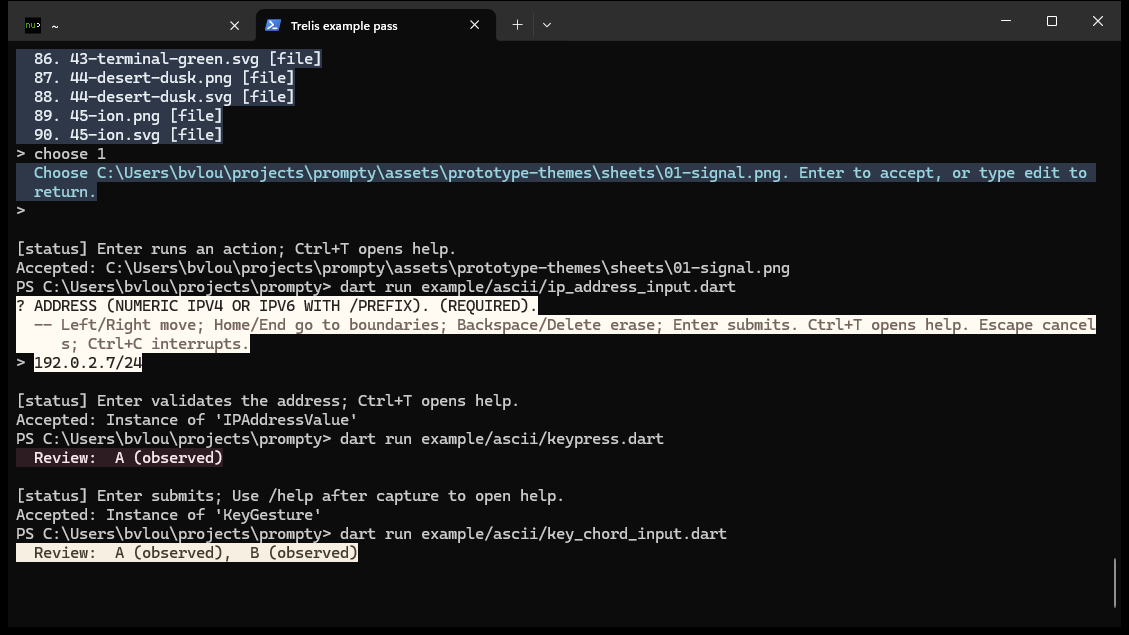 nu> ~
Trelis example pass
86. 43-terminal-green.svg [file]
87. 44-desert-dusk.png [file]
88. 44-desert-dusk.svg [file]
89. 45-ion.png [file]
90. 45-ion.svg [file]
> choose 1
Choose C:\Users\bvlou\projects\prompty\assets\prototype-themes\sheets\01-signal.png. Enter to accept, or type edit to
return.
>
[status] Enter runs an action; Ctrl+T opens help.
Accepted: C:\Users\bvlou\projects\prompty\assets\prototype-themes\sheets\01-signal.png
PS C:\Users\bvlou\projects\prompty> dart run example/ascii/ip_address_input.dart
? ADDRESS (NUMERIC IPV4 OR IPV6 WITH /PREFIX). (REQUIRED).
-- Left/Right move; Home/End go to boundaries; Backspace/Delete erase; Enter submits. Ctrl+T opens help. Escape cancel
s; Ctrl+C interrupts.
> 192.0.2.7/24
[status] Enter validates the address; Ctrl+T opens help.
Accepted: Instance of 'IPAddressValue'
PS C:\Users\bvlou\projects\prompty> dart run example/ascii/keypress.dart
Review:  A (observed)
[status] Enter submits; Use /help after capture to open help.
Accepted: Instance of 'KeyGesture'
PS C:\Users\bvlou\projects\prompty> dart run example/ascii/key_chord_input.dart
Review:  A (observed),  B (observed)